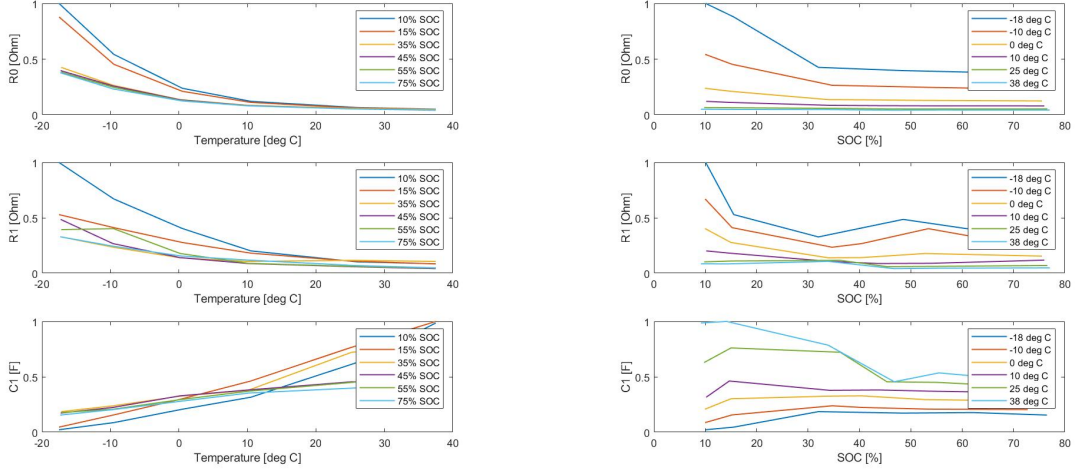 1
0.5
0
R0 [Ohm]
-20
-10
0
10
20
30
40
Temperature [deg C]
10% SOC
15% SOC
35% SOC
45% SOC
55% SOC
75% SOC
1
0.5
0
R0 [Ohm]
0
10
20
30
40
50
60
70
80
SOC [%]
-18 deg C
-10 deg C
0 deg C
10 deg C
25 deg C
38 deg C
1
0.5
0
R1 [Ohm]
-20
-10
0
10
20
30
40
Temperature [deg C]
10% SOC
15% SOC
35% SOC
45% SOC
55% SOC
75% SOC
1
0.5
0
R1 [Ohm]
0
10
20
30
40
50
60
70
80
SOC [%]
-18 deg C
-10 deg C
0 deg C
10 deg C
25 deg C
38 deg C
1
0.5
0
C1 [F]
-20
-10
0
10
20
30
40
Temperature [deg C]
10% SOC
15% SOC
35% SOC
45% SOC
55% SOC
75% SOC
1
0.5
0
C1 [F]
0
10
20
30
40
50
60
70
80
SOC [%]
-18 deg C
-10 deg C
0 deg C
10 deg C
25 deg C
38 deg C